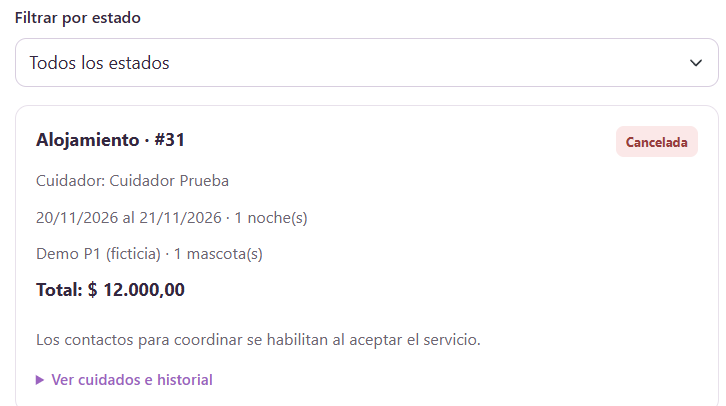 Filtrar por estado
Todos los estados
Alojamiento · #31
Cancelada
Cuidador: Cuidador Prueba
20/11/2026 al 21/11/2026 · 1 noche(s)
Demo P1 (ficticia) · 1 mascota(s)
Total: $ 12.000,00
Los contactos para coordinar se habilitan al aceptar el servicio.
Ver cuidados e historial